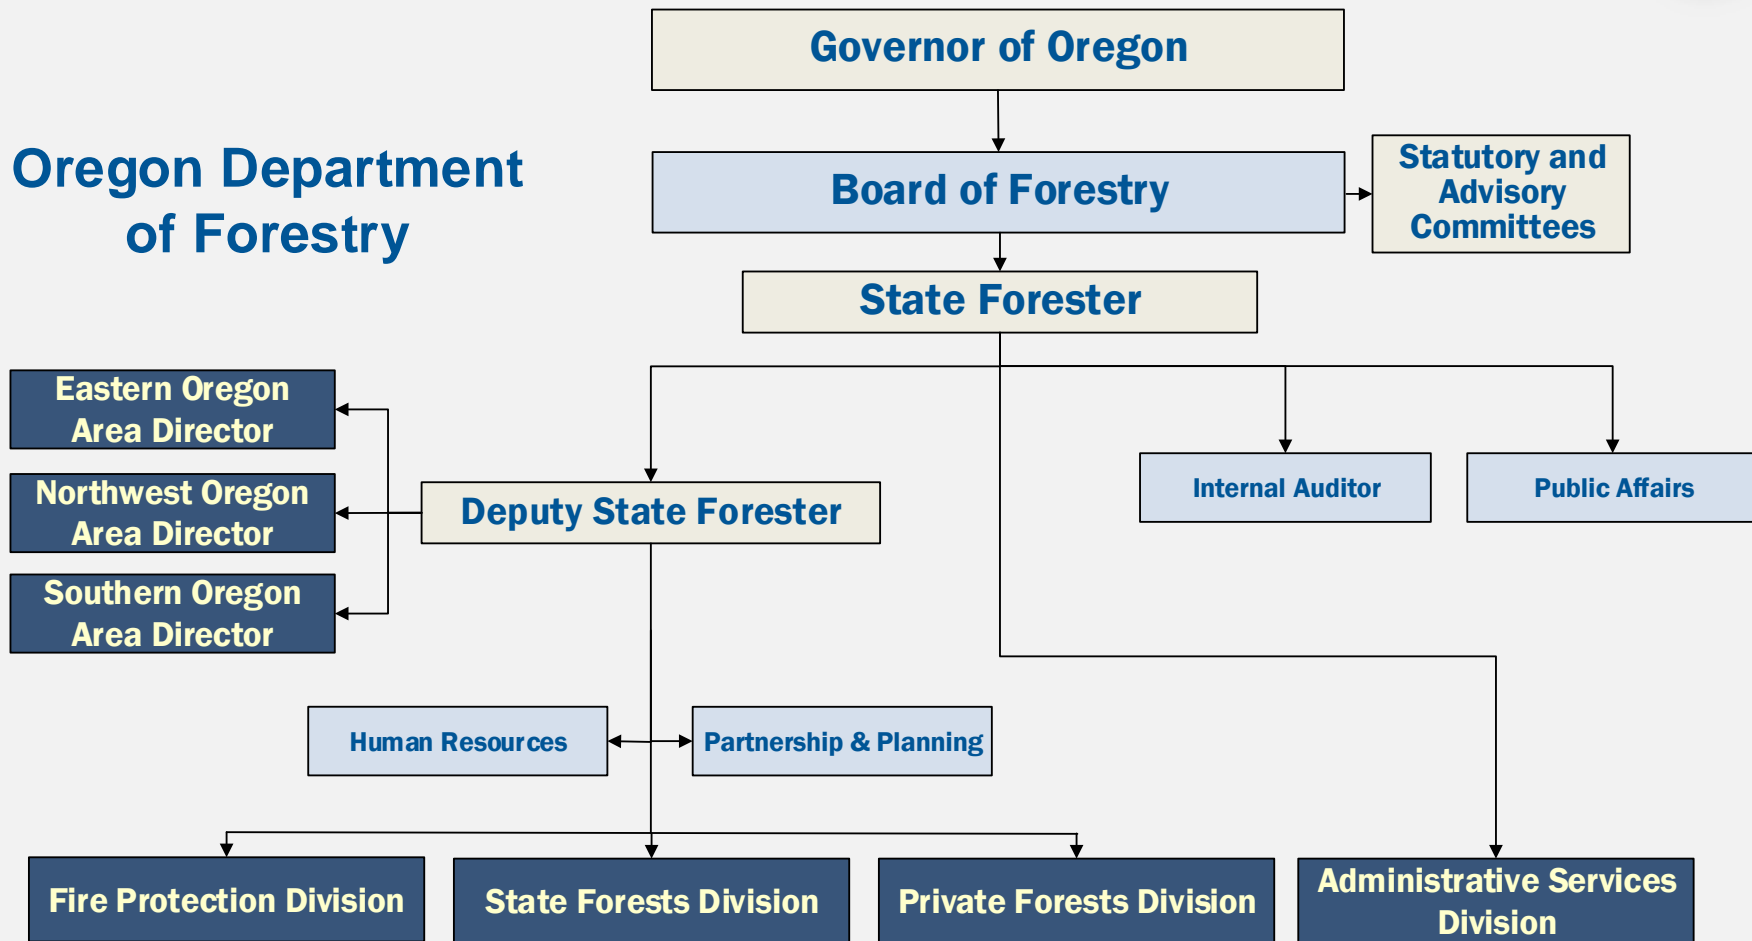 Governor of Oregon
Oregon Department
of Forestry
Board of Forestry
Statutory and
Advisory
Committees
State Forester
Eastern Oregon
Area Director
Northwest Oregon
Area Director
Southern Oregon
Area Director
Deputy State Forester
Internal Auditor
Public Affairs
Human Resources
Partnership & Planning
Fire Protection Division
State Forests Division
Private Forests Division
Administrative Services
Division